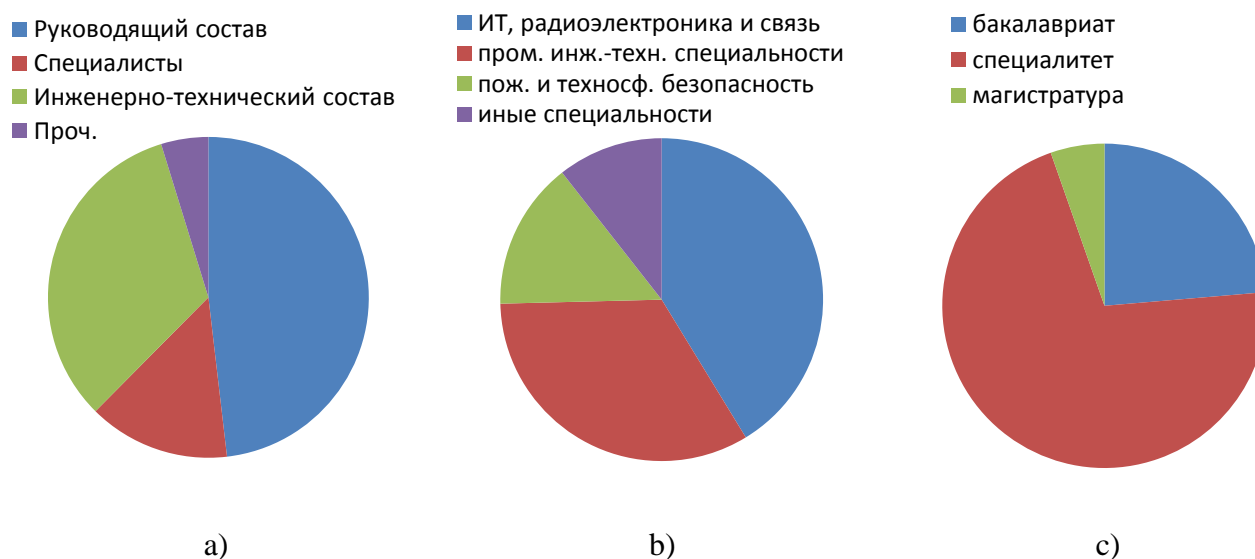 Руководящий состав
Специалисты
Инженерно-технический состав
Проч.
ИТ, радиоэлектроника и связь
пром. инж.-техн. специальности
пож. и техносф. безопасность
иные специальности
бакалавриат
специалитет
магистратура
a)
b)
c)